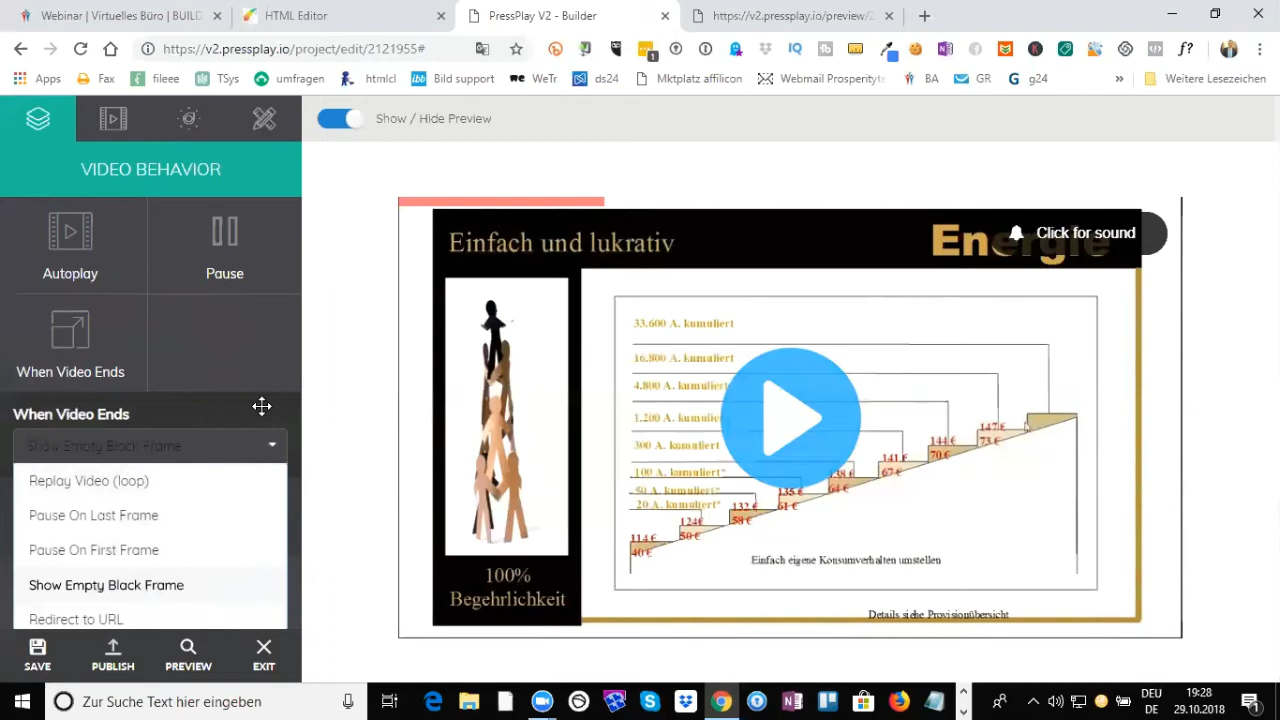 Webinar | Virtuelles Büro | BUILD
HTML Editor
PressPlay V2 - Builder
https://v2.pressplay.io/preview/2
https://v2.pressplay.io/project/edit/2121955#
Apps
Fax
fileee
TSys
umfragen
htmlcl
Bild support
WeTr
ds24
Mktplatz affilicon
Webmail Prosperityte
BA
GR
g24
»
Weitere Lesezeichen
Show / Hide Preview
VIDEO BEHAVIOR
Autoplay
Pause
When Video Ends
When Video Ends
Show Empty Black Frame
Replay Video (loop)
Pause On Last Frame
Pause On First Frame
Show Empty Black Frame
Redirect to URL
SAVE
PUBLISH
PREVIEW
EXIT
Einfach und lukrativ
Energie
Click for sound
33.600 A. kumuliert
16.800 A. kumuliert
4.800 A. kumuliert
1.200 A. kumuliert
300 A. kumuliert
100 A. kumuliert*
50 A. kumuliert*
20 A. kumuliert*
147 €
73 €
144 €
70 €
141 €
67 €
138 €
64 €
135 €
61 €
132 €
58 €
124 €
50 €
114 €
40 €
Einfach eigene Konsumverhalten umstellen
100%
Begehrlichkeit
Details siehe Provisionübersicht
Zur Suche Text hier eingeben
DEU
DE
19:28
29.10.2018